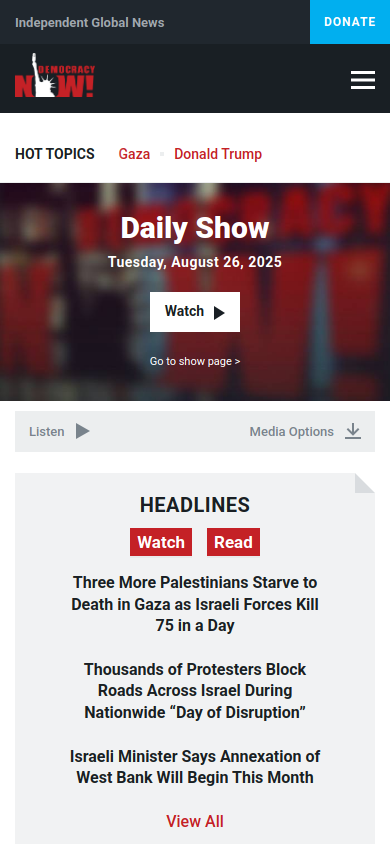 Independent Global News
DONATE
DEMOCRACY
NOW!
HOT TOPICS
Gaza
Donald Trump
Daily Show
Tuesday, August 26, 2025
Watch
Go to show page >
Listen
Media Options
HEADLINES
Watch
Read
Three More Palestinians Starve to
Death in Gaza as Israeli Forces Kill
75 in a Day
Thousands of Protesters Block
Roads Across Israel During
Nationwide “Day of Disruption”
Israeli Minister Says Annexation of
West Bank Will Begin This Month
View All